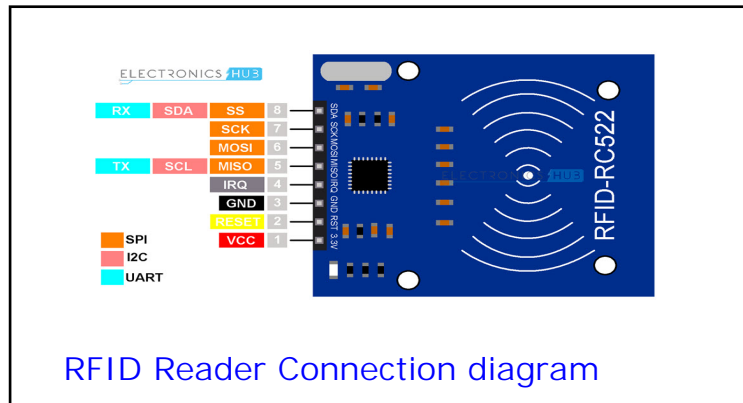 ELECTRONICS HUB
RX SDA SS 8
SCK 7
MOSI 6
TX SCL MISO 5
IRQ 4
GND 3
RESET 2
VCC 1
SPI
I2C
UART
SDA SCK MOSI MISO IRQ GND RST 3.3V
ELECTRONICS HUB
RFID-RC522
RFID Reader Connection diagram